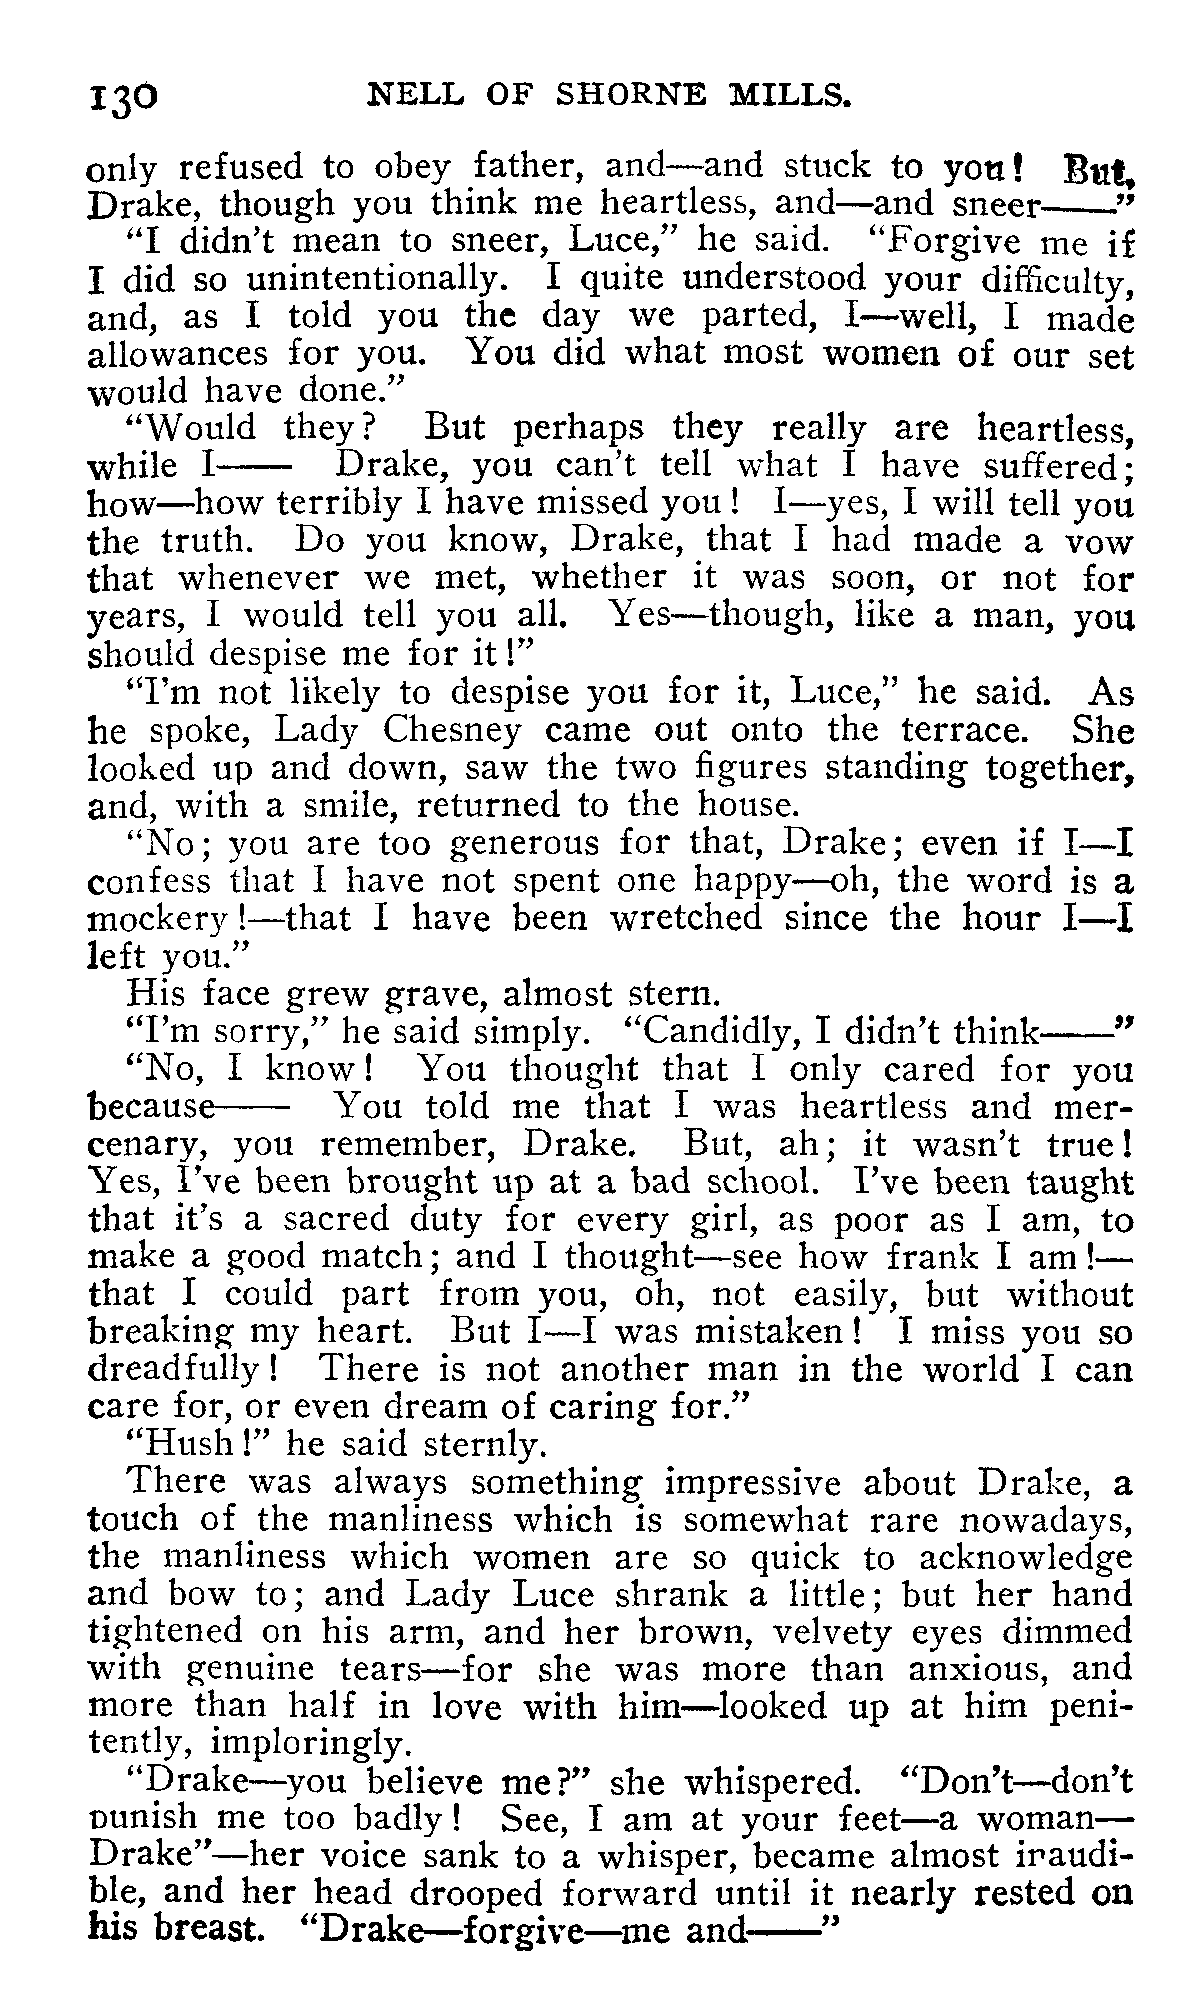 130 NELL OF SHORNE MILLS.
only refused to obey father, and—and stuck to you! But,
Drake, though you think me heartless, and—and sneer——"
"I didn't mean to sneer, Luce," he said. "Forgive me if
I did so unintentionally. I quite understood your difficulty,
and, as I told you the day we parted, I—well, I made
allowances for you. You did what most women of our set
would have done."
"Would they? But perhaps they really are heartless,
while I—— Drake, you can't tell what I have suffered;
how—how terribly I have missed you! I—yes, I will tell you
the truth. Do you know, Drake, that I had made a vow
that whenever we met, whether it was soon, or not for
years, I would tell you all. Yes—though, like a man, you
should despise me for it!"
"I'm not likely to despise you for it, Luce," he said. As
he spoke, Lady Chesney came out onto the terrace. She
looked up and down, saw the two figures standing together,
and, with a smile, returned to the house.
"No; you are too generous for that, Drake; even if I—I
confess that I have not spent one happy—oh, the word is a
mockery!—that I have been wretched since the hour I—I
left you."
His face grew grave, almost stern.
"I'm sorry," he said simply. "Candidly, I didn't think——"
"No, I know! You thought that I only cared for you
because—— You told me that I was heartless and mer-
cenary, you remember, Drake. But, ah; it wasn't true!
Yes, I've been brought up at a bad school. I've been taught
that it's a sacred duty for every girl, as poor as I am, to
make a good match; and I thought—see how frank I am!—
that I could part from you, oh, not easily, but without
breaking my heart. But I—I was mistaken! I miss you so
dreadfully! There is not another man in the world I can
care for, or even dream of caring for."
"Hush!" he said sternly.
There was always something impressive about Drake, a
touch of the manliness which is somewhat rare nowadays,
the manliness which women are so quick to acknowledge
and bow to; and Lady Luce shrank a little; but her hand
tightened on his arm, and her brown, velvety eyes dimmed
with genuine tears—for she was more than anxious, and
more than half in love with him—looked up at him peni-
tently, imploringly.
"Drake—you believe me?" she whispered. "Don't—don't
punish me too badly! See, I am at your feet—a woman—
Drake"—her voice sank to a whisper, became almost inaudi-
ble, and her head drooped forward until it nearly rested on
his breast. "Drake—forgive—me and——"